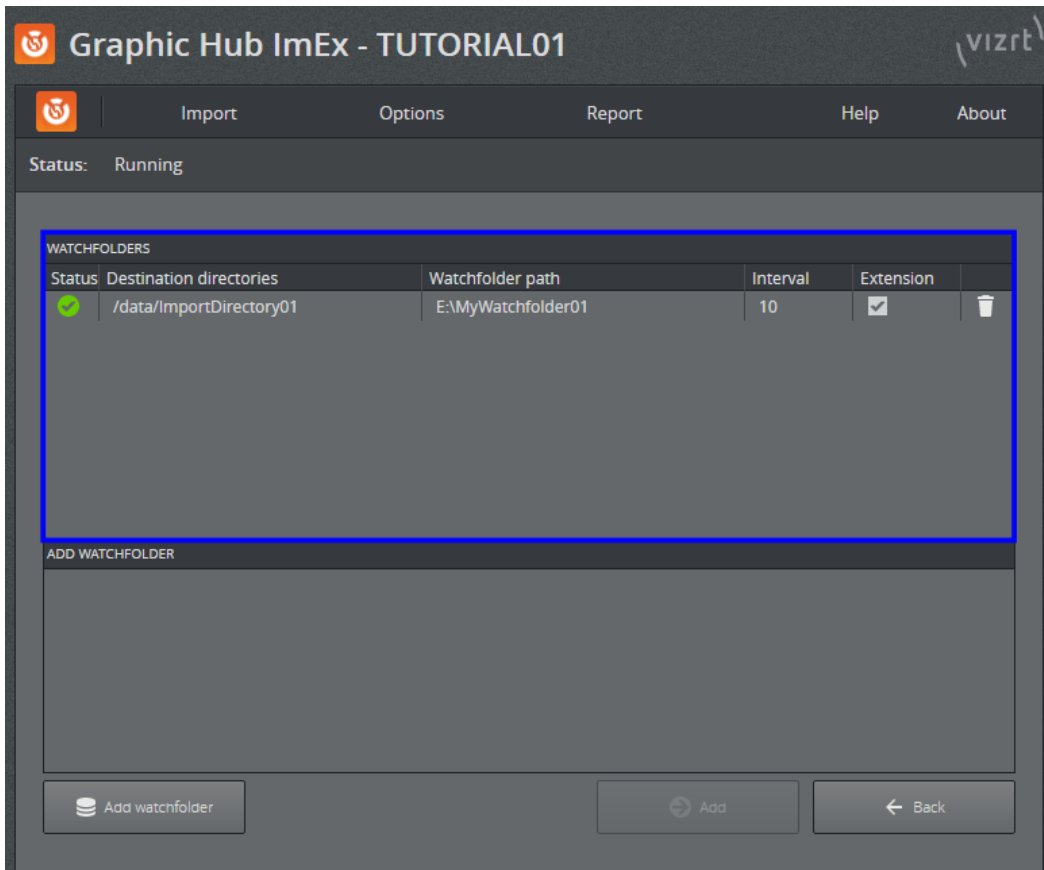 Graphic Hub ImEx - TUTORIAL01
vizrt
Import Options Report Help About
Status: Running
WATCHFOLDERS
Status Destination directories Watchfolder path Interval Extension
/data/ImportDirectory01 E:\MyWatchfolder01 10
ADD WATCHFOLDER
Add watchfolder Add Back